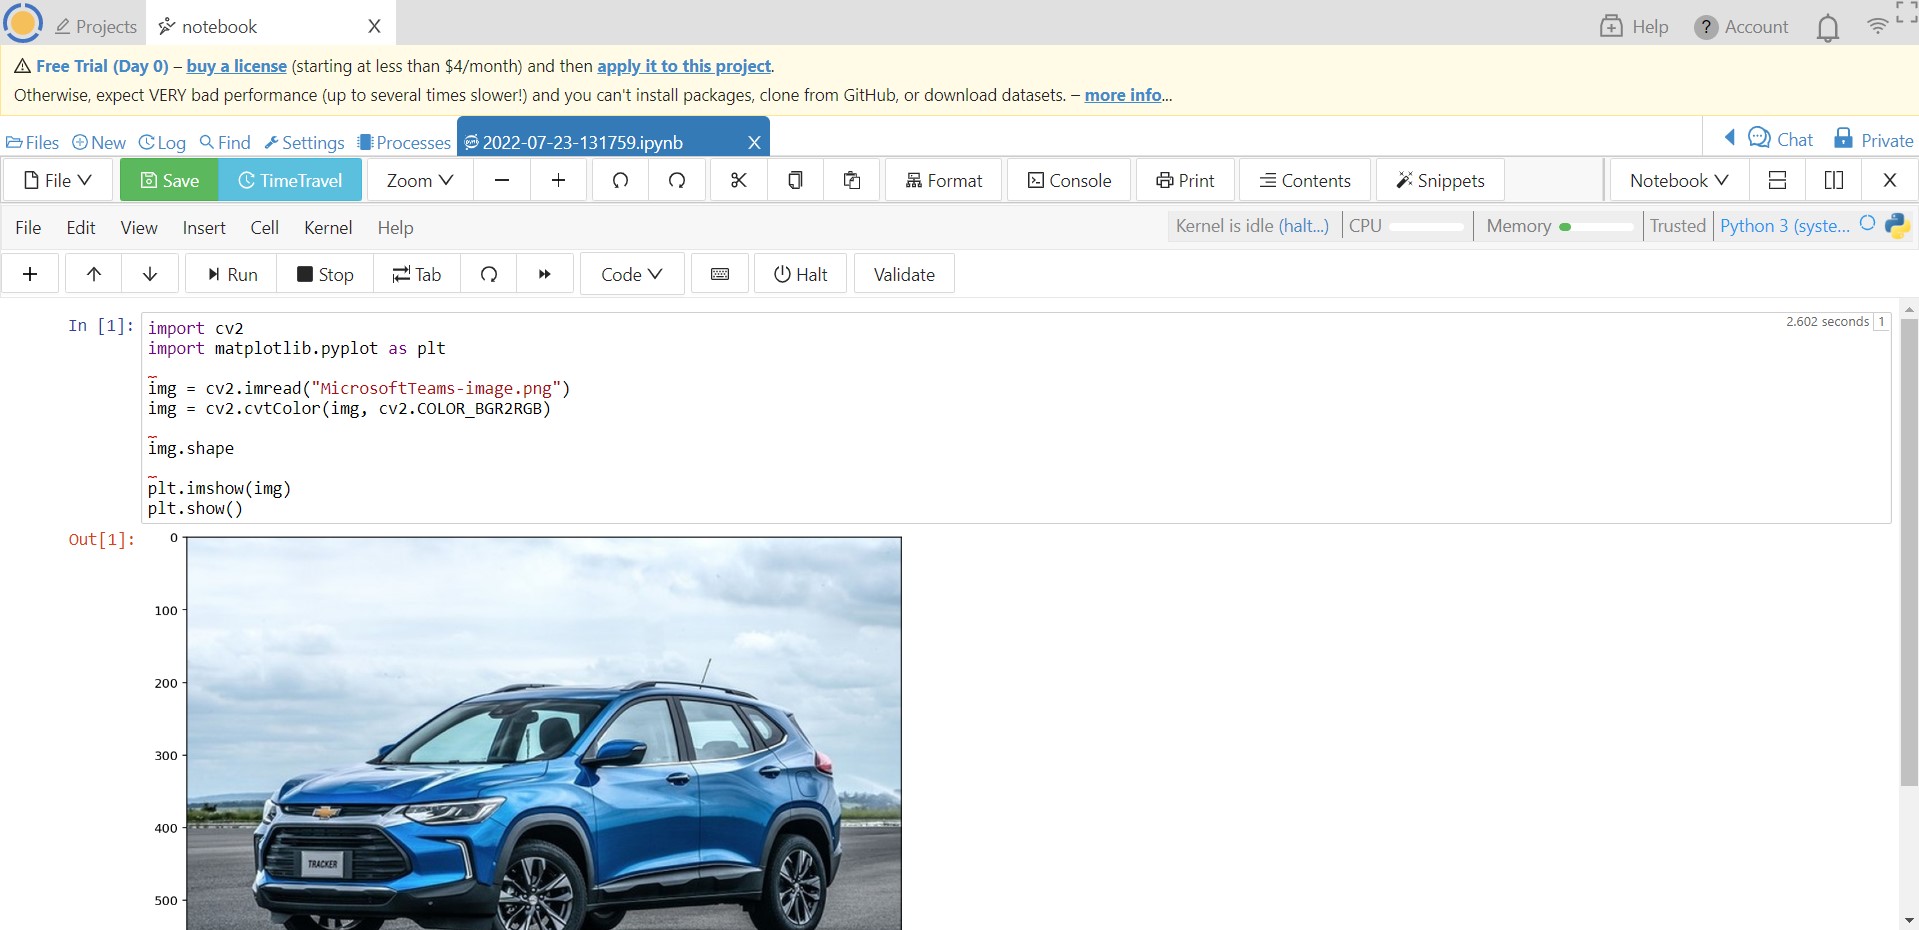 Projects notebook X Help ? Account
Free Trial (Day 0) – buy a license (starting at less than $4/month) and then apply it to this project.
Otherwise, expect VERY bad performance (up to several times slower!) and you can't install packages, clone from GitHub, or download datasets. – more info...
Files New Log Find Settings Processes 2022-07-23-131759.ipynb X Chat Private
File Save TimeTravel Zoom Format Console Print Contents Snippets Notebook X
File Edit View Insert Cell Kernel Help Kernel is idle (halt...) CPU Memory Trusted Python 3 (syste...
Run Stop Tab Code Halt Validate
In [1]: import cv2 2.602 seconds 1
import matplotlib.pyplot as plt
img = cv2.imread("MicrosoftTeams-image.png")
img = cv2.cvtColor(img, cv2.COLOR_BGR2RGB)
img.shape
plt.imshow(img)
plt.show()
Out[1]: 0
100
200
300
400
TRACKER
500